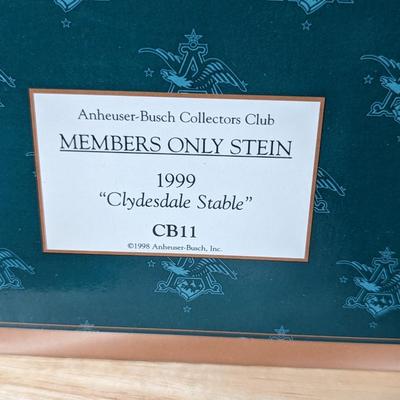 Anheuser-Busch Collectors Club
MEMBERS ONLY STEIN
1999
“Clydesdale Stable”
CB11
©1998 Anheuser-Busch, Inc.